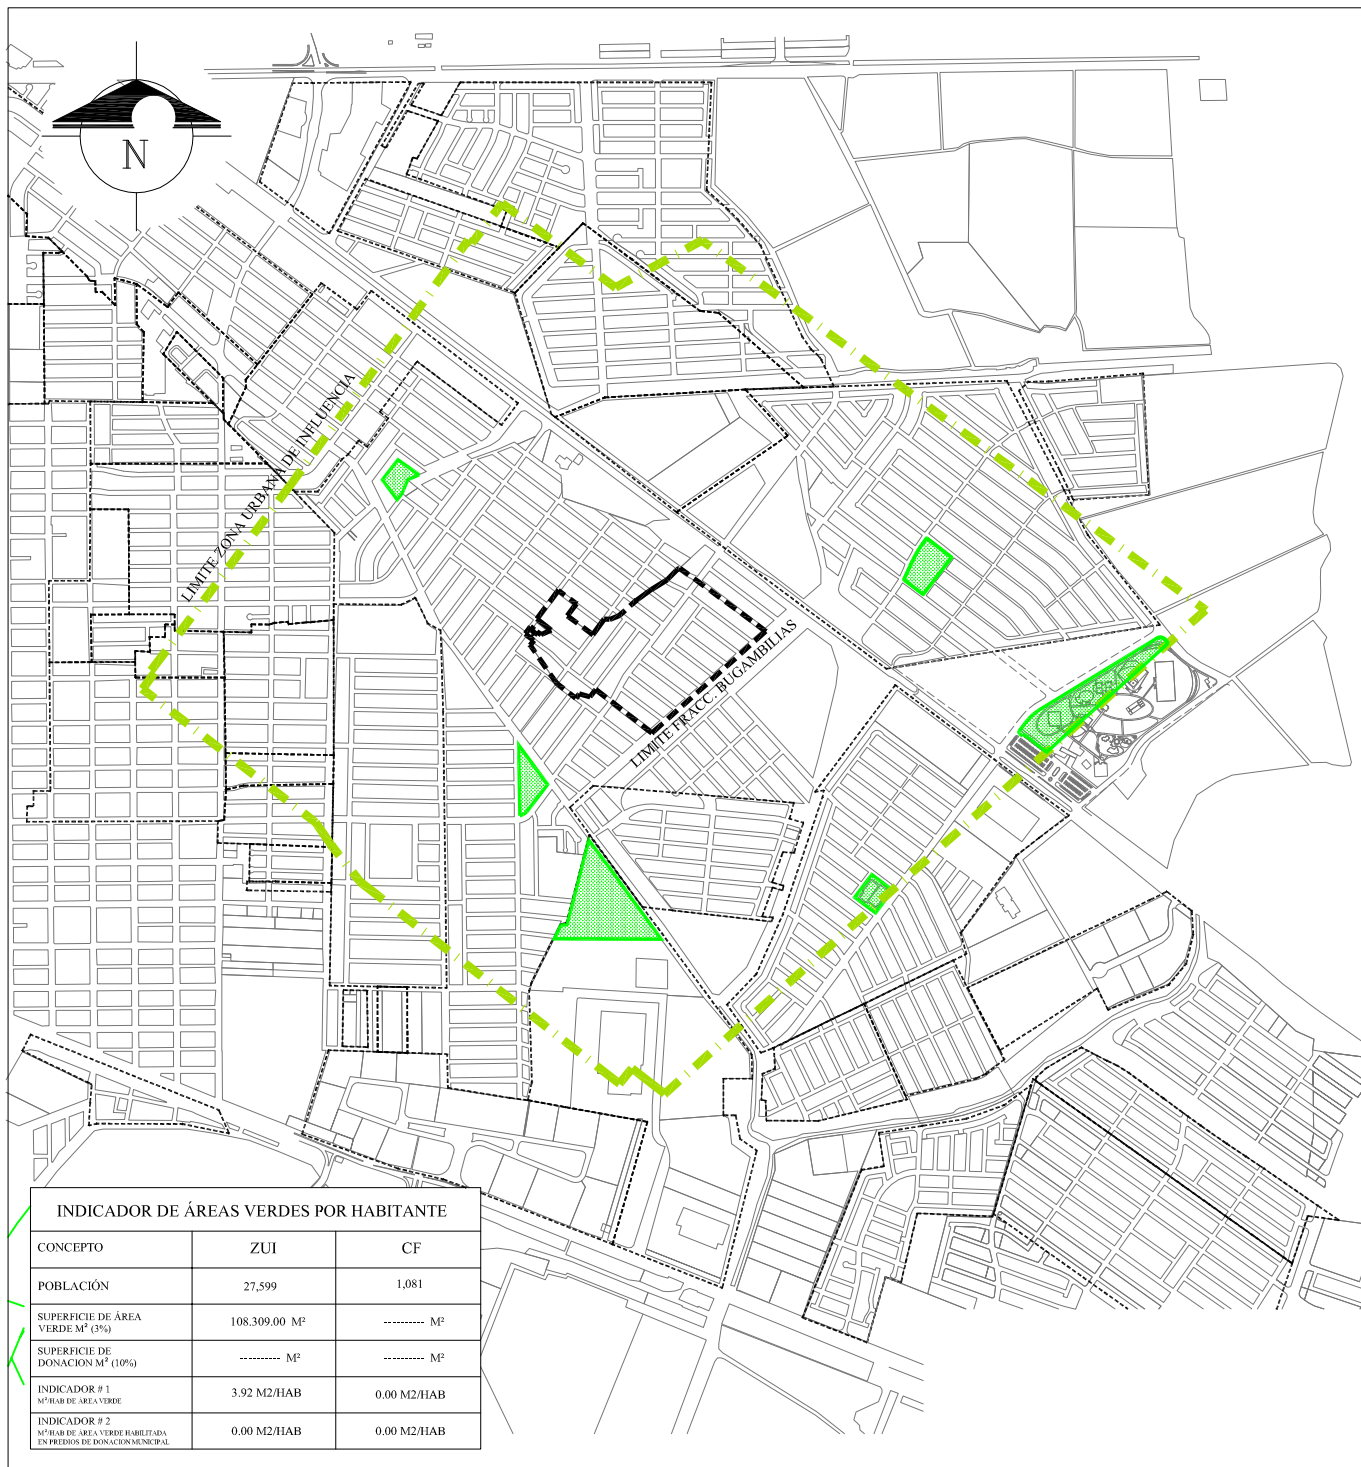 N
LIMITE ZONA URBANA DE INFLUENCIA
LIMITE FRACC. BUGAMBILIAS
INDICADOR DE ÁREAS VERDES POR HABITANTE
CONCEPTO ZUI CF
POBLACIÓN 27,599 1,081
SUPERFICIE DE ÁREA
VERDE M² (3%) 108.309.00 M² ---------- M²
SUPERFICIE DE
DONACION M² (10%) ---------- M² ---------- M²
INDICADOR # 1 3.92 M2/HAB 0.00 M2/HAB
M²/HAB DE ÁREA VERDE
INDICADOR # 2 0.00 M2/HAB 0.00 M2/HAB
M²/HAB DE ÁREA VERDE HABILITADA
EN PREDIOS DE DONACION MUNICIPAL